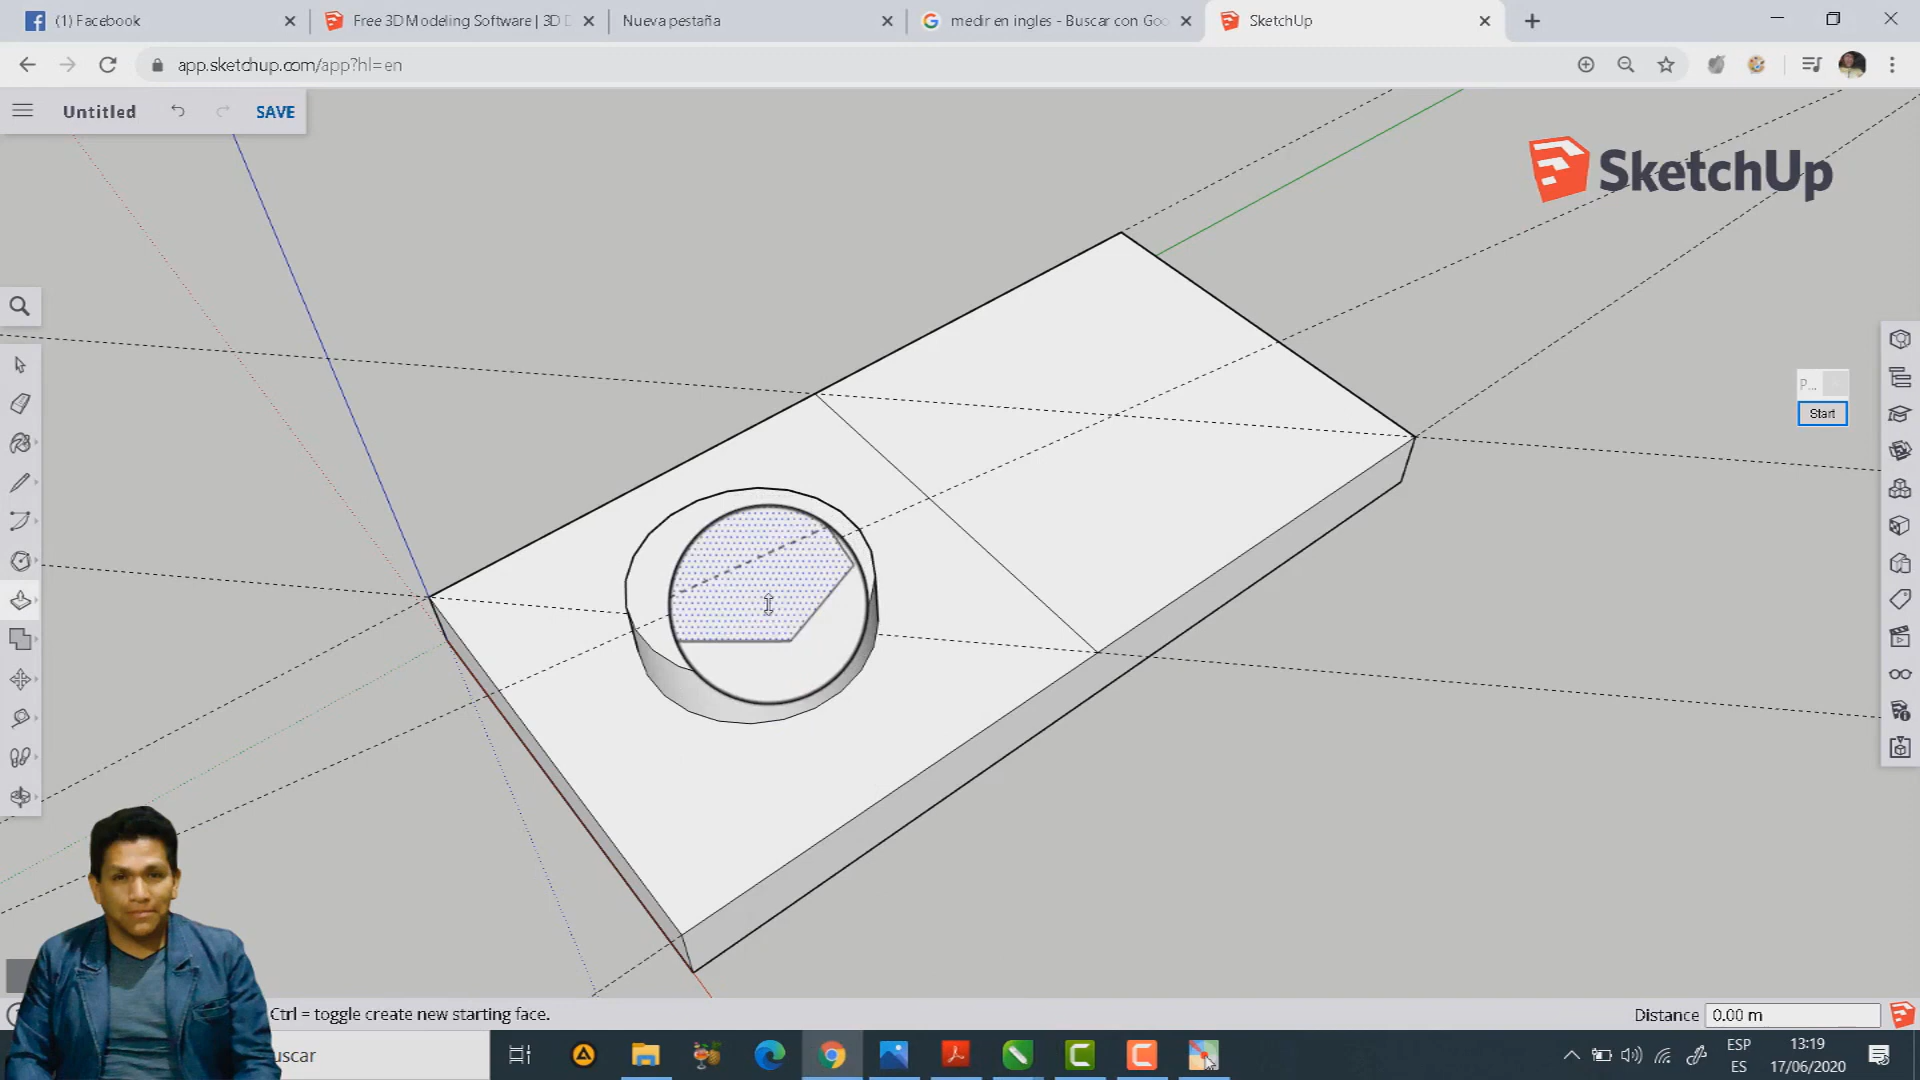 (1) Facebook
Free 3D Modeling Software | 3D D
Nueva pestaña
medir en ingles - Buscar con Goo
SketchUp
app.sketchup.com/app?hl=en
Untitled
SAVE
SketchUp
P...
Start
Ctrl = toggle create new starting face.
Distance
0.00 m
uscar
ESP
ES
13:19
17/06/2020